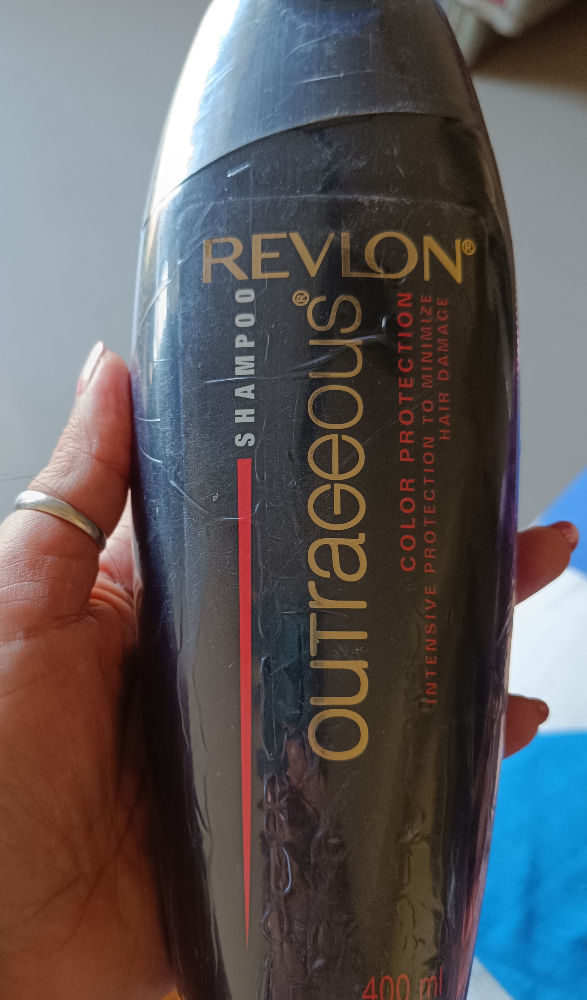 REVLON®
SHAMPOO
OUTRAGEOUS®
COLOR PROTECTION
INTENSIVE PROTECTION TO MINIMIZE
HAIR DAMAGE
400 ml